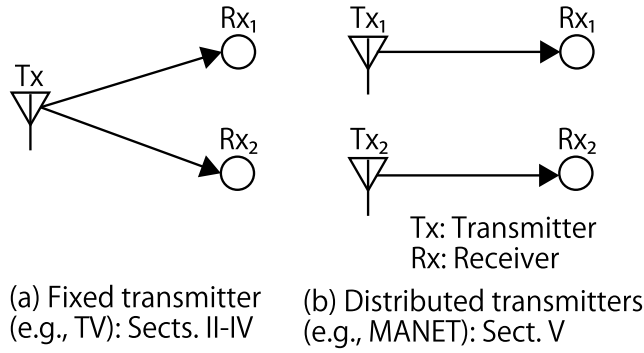 Tx
Rx₁
Rx₂
Tx₁
Rx₁
Tx₂
Rx₂
Tx: Transmitter
Rx: Receiver
(a) Fixed transmitter
(e.g., TV): Sects. II-IV
(b) Distributed transmitters
(e.g., MANET): Sect. V